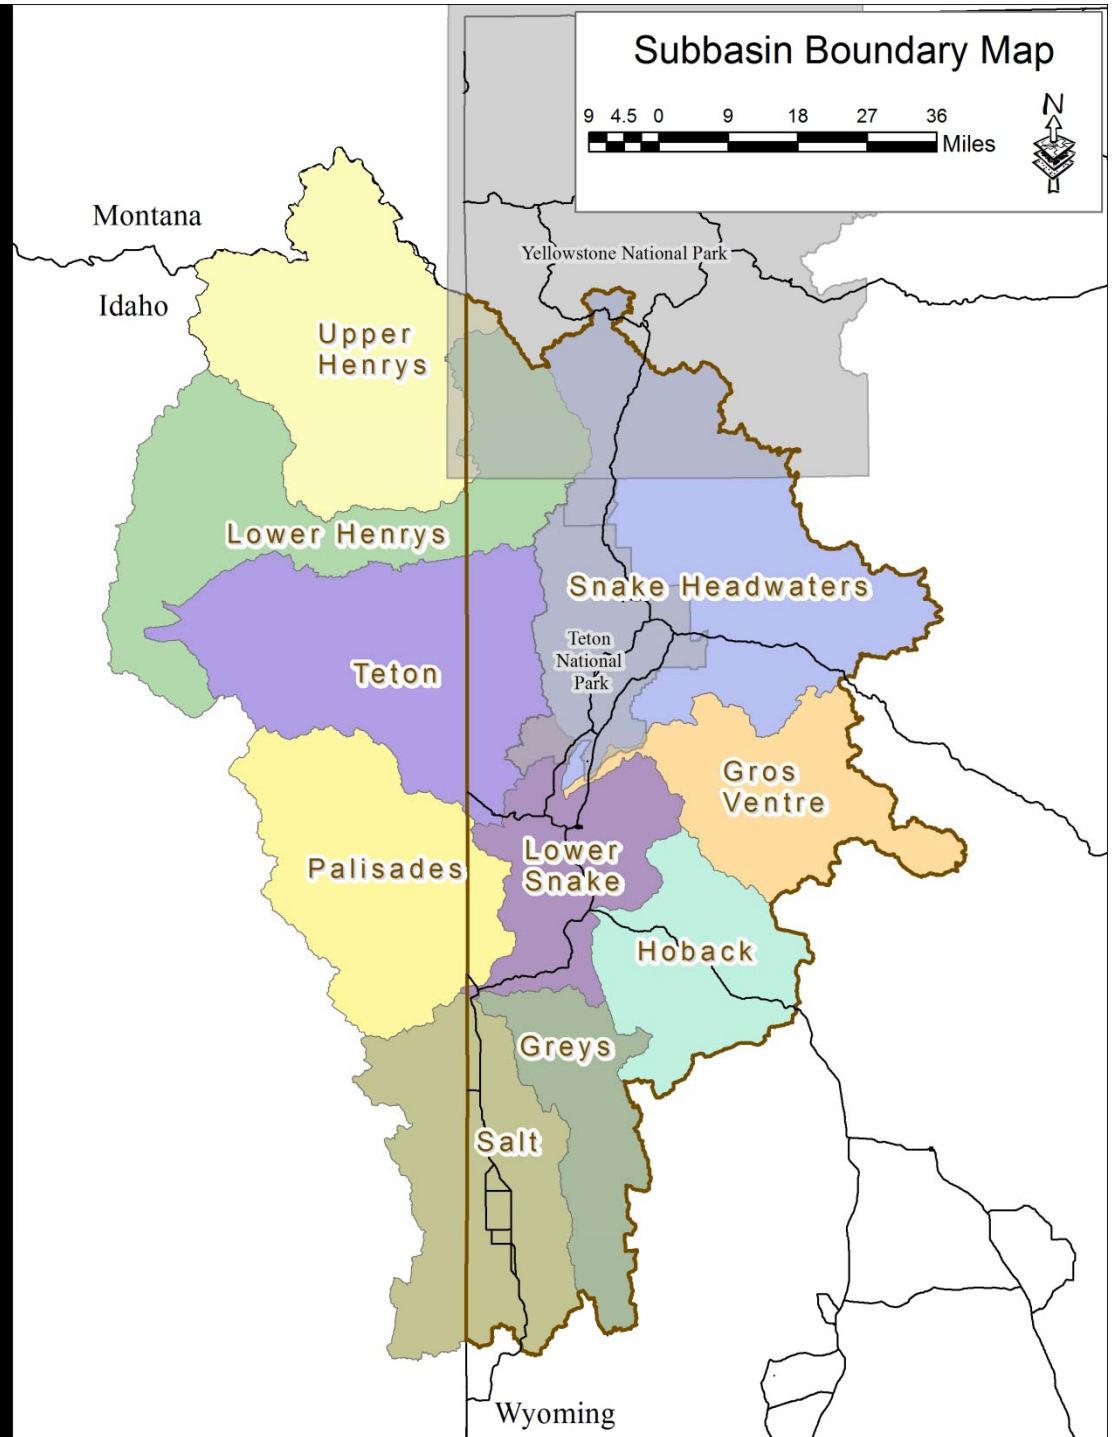 Subbasin Boundary Map
9 4.5 0 9 18 27 36
Miles
N
Montana
Idaho
Yellowstone National Park
Upper
Henrys
Lower Henrys
Snake Headwaters
Teton
National
Park
Teton
Gros
Ventre
Palisades
Lower
Snake
Hoback
Greys
Salt
Wyoming